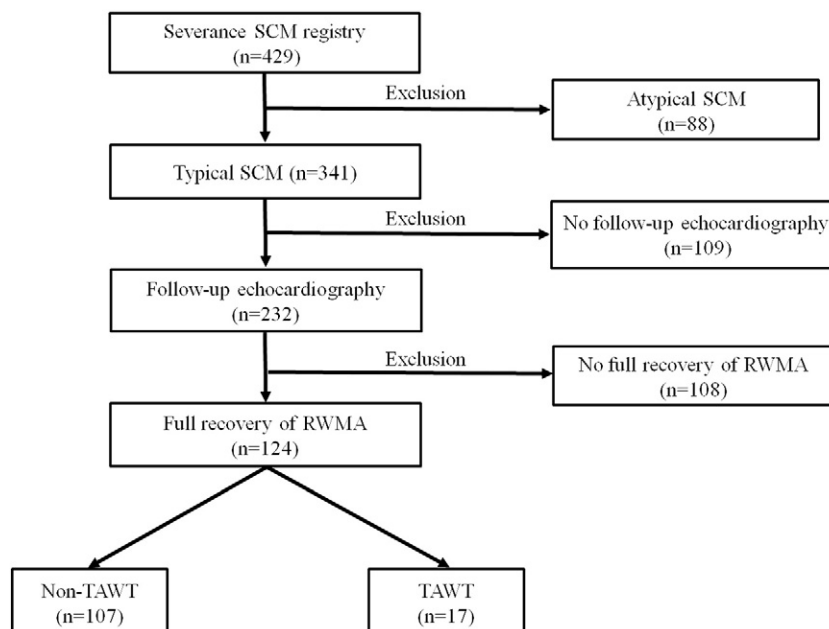 Severance SCM registry
(n=429)
Exclusion
Atypical SCM
(n=88)
Typical SCM (n=341)
Exclusion
No follow-up echocardiography
(n=109)
Follow-up echocardiography
(n=232)
Exclusion
No full recovery of RWMA
(n=108)
Full recovery of RWMA
(n=124)
Non-TAWT
(n=107)
TAWT
(n=17)